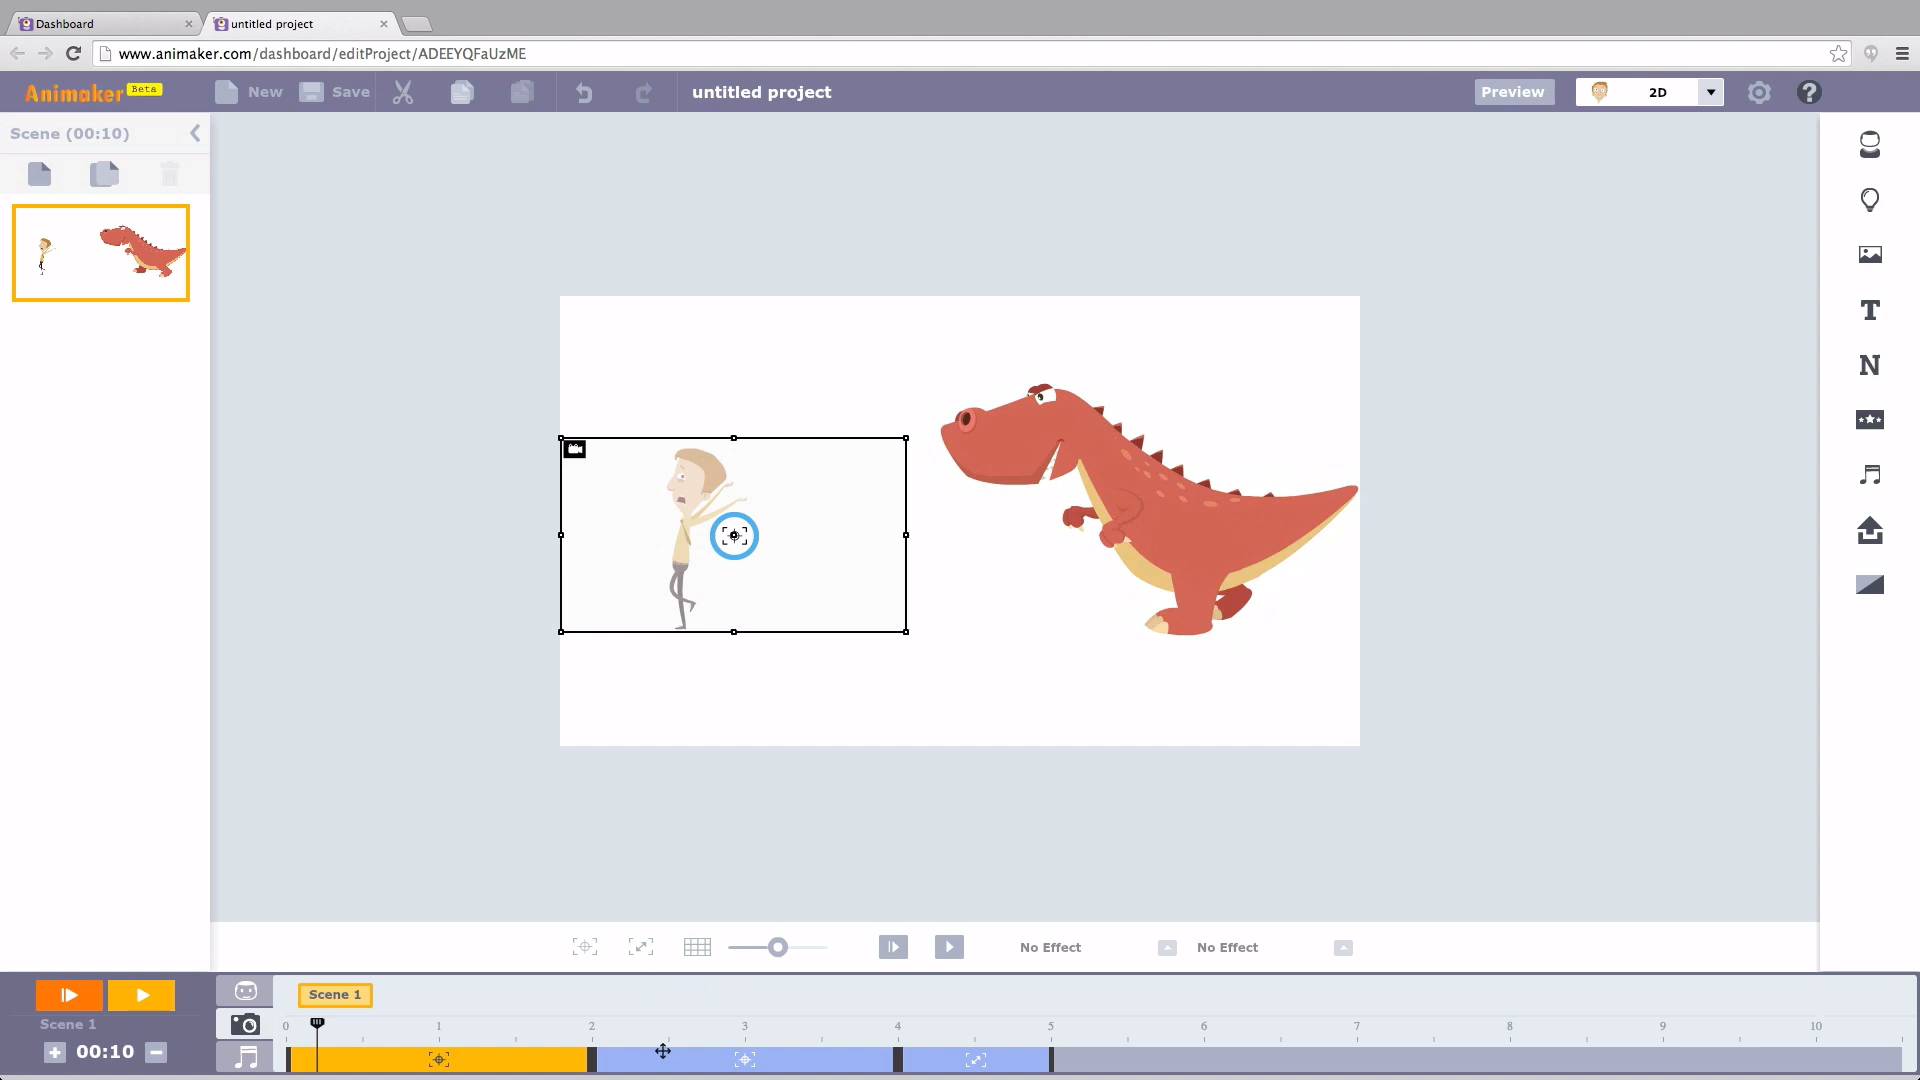 Dashboard
untitled project
www.animaker.com/dashboard/editProject/ADEEYQFaUzME
Animaker Beta
New
Save
untitled project
Preview
2D
?
Scene (00:10)
T
N
No Effect
No Effect
Scene 1
Scene 1
0 1 2 3 4 5 6 7 8 9 10
00:10